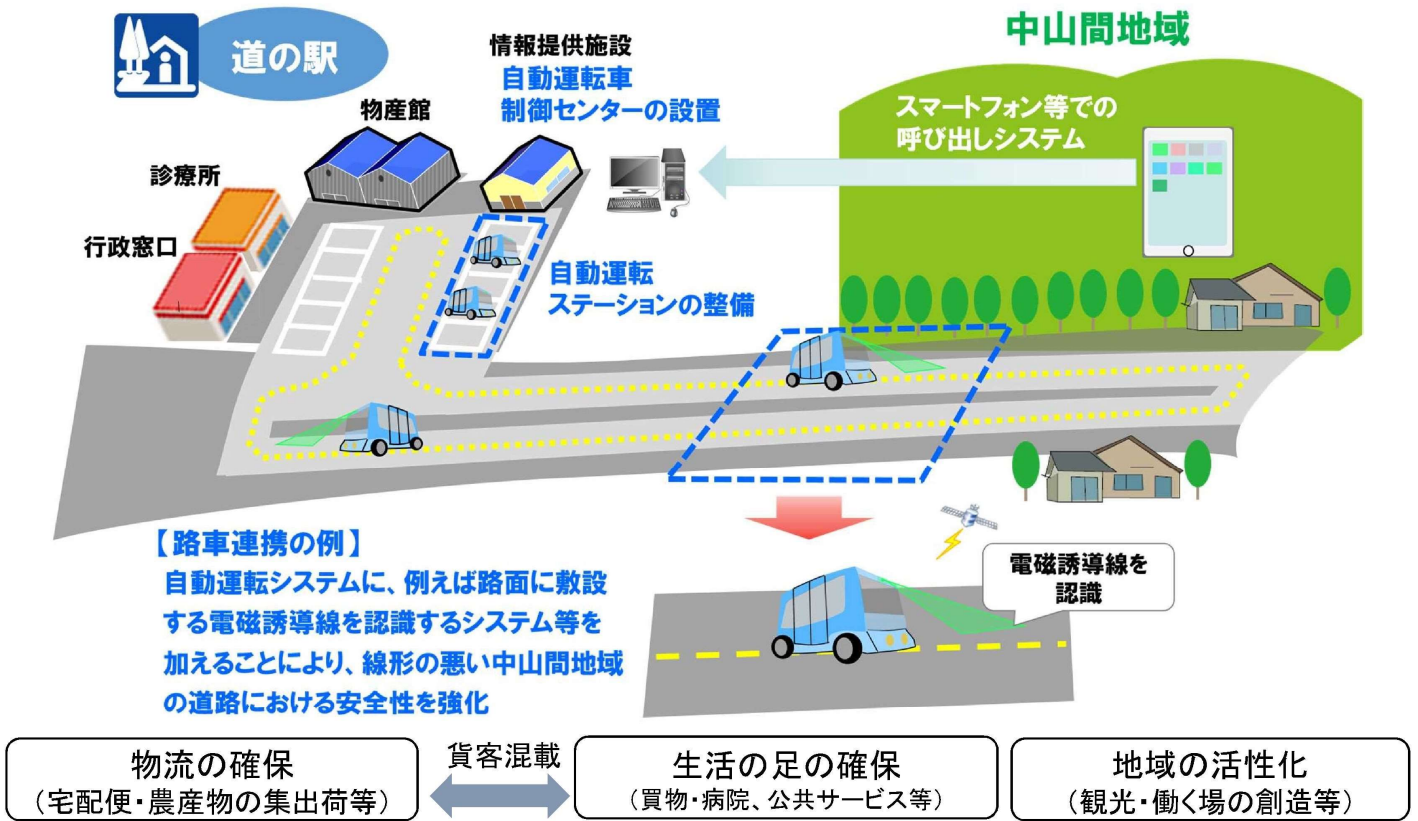 道の駅
情報提供施設
自動運転車
制御センターの設置
物産館
診療所
行政窓口
自動運転
ステーションの整備
中山間地域
スマートフォン等での
呼び出しシステム
【路車連携の例】
自動運転システムに、例えば路面に敷設
する電磁誘導線を認識するシステム等を
加えることにより、線形の悪い中山間地域
の道路における安全性を強化
電磁誘導線を
認識
物流の確保
（宅配便・農産物の集出荷等）
貨客混載
生活の足の確保
（買物・病院、公共サービス等）
地域の活性化
（観光・働く場の創造等）